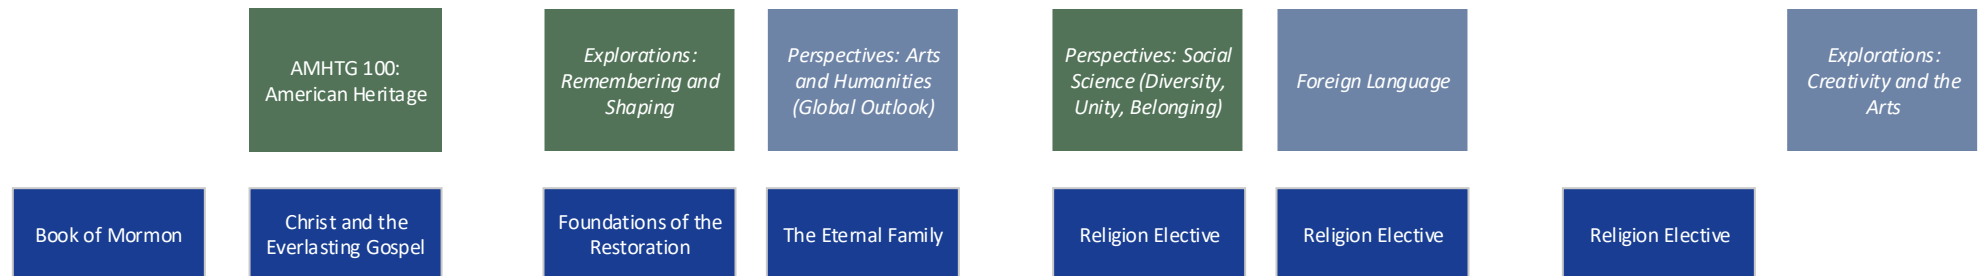 AMHTG 100:
American Heritage
Explorations:
Remembering and
Shaping
Perspectives: Arts
and Humanities
(Global Outlook)
Perspectives: Social
Science (Diversity,
Unity, Belonging)
Foreign Language
Explorations:
Creativity and the
Arts
Book of Mormon
Christ and the
Everlasting Gospel
Foundations of the
Restoration
The Eternal Family
Religion Elective
Religion Elective
Religion Elective